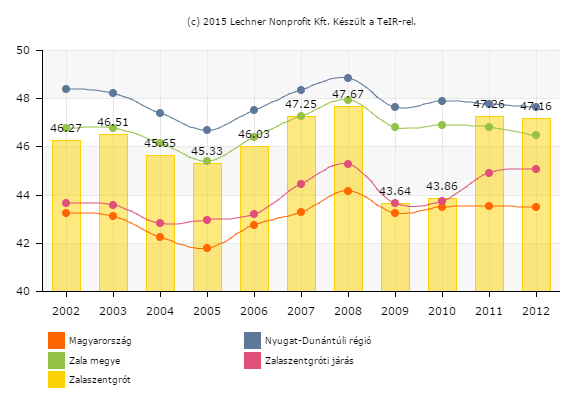 (c) 2015 Lechner Nonprofit Kft. Készült a TeIR-rel.
50
48
46
44
42
40
46.27
46.51
45.65
45.33
46.03
47.25
47.67
43.64
43.86
47.26
47.16
2002 2003 2004 2005 2006 2007 2008 2009 2010 2011 2012
Magyarország
Nyugat-Dunántúli régió
Zala megye
Zalaszentgróti járás
Zalaszentgrót